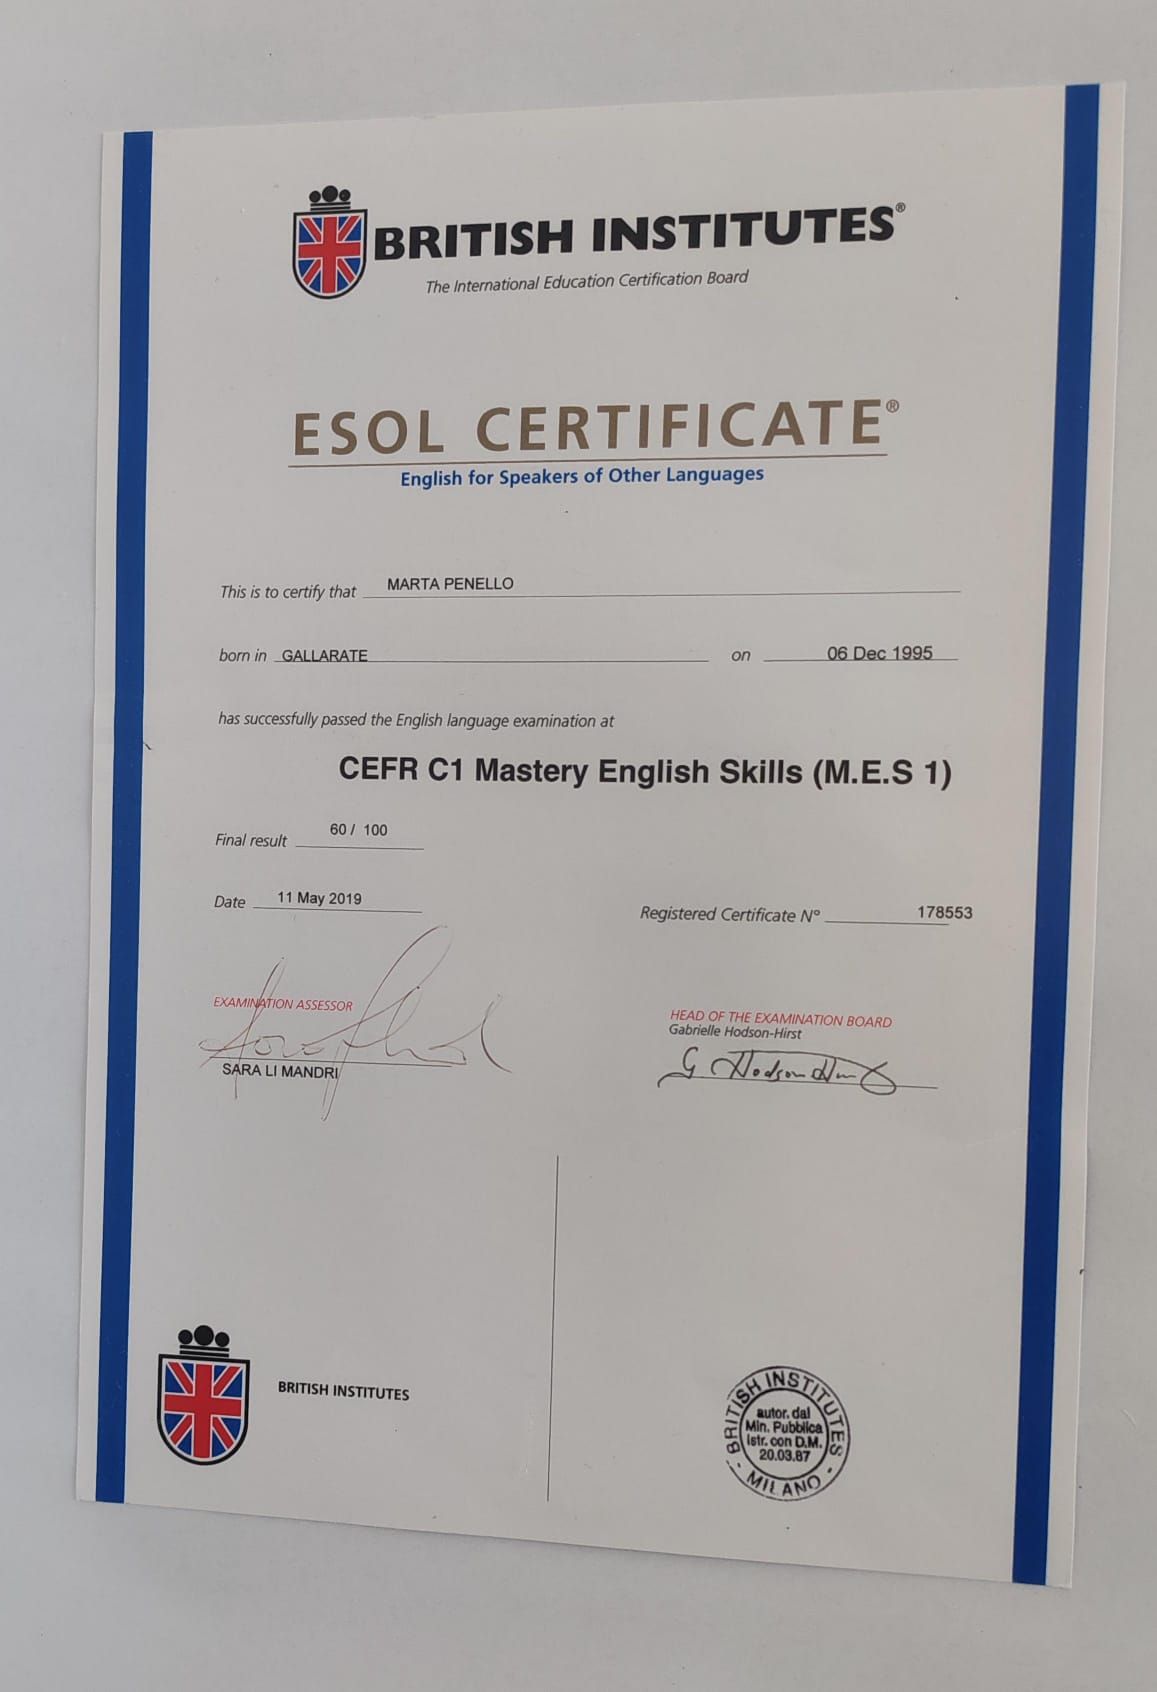 BRITISH INSTITUTES®
The International Education Certification Board
ESOL CERTIFICATE®
English for Speakers of Other Languages
This is to certify that MARTA PENELLO
born in GALLARATE on 06 Dec 1995
has successfully passed the English language examination at
CEFR C1 Mastery English Skills (M.E.S 1)
Final result 60 / 100
Date 11 May 2019
Registered Certificate N° 178553
EXAMINATION ASSESSOR
SARA LI MANDRI
HEAD OF THE EXAMINATION BOARD
Gabrielle Hodson-Hirst
G Hodson Hirst
BRITISH INSTITUTES
BRITISH INSTITUTES
autor. dal
Min. Pubblica
Istr. con D.M.
20.03.87
- MILANO -